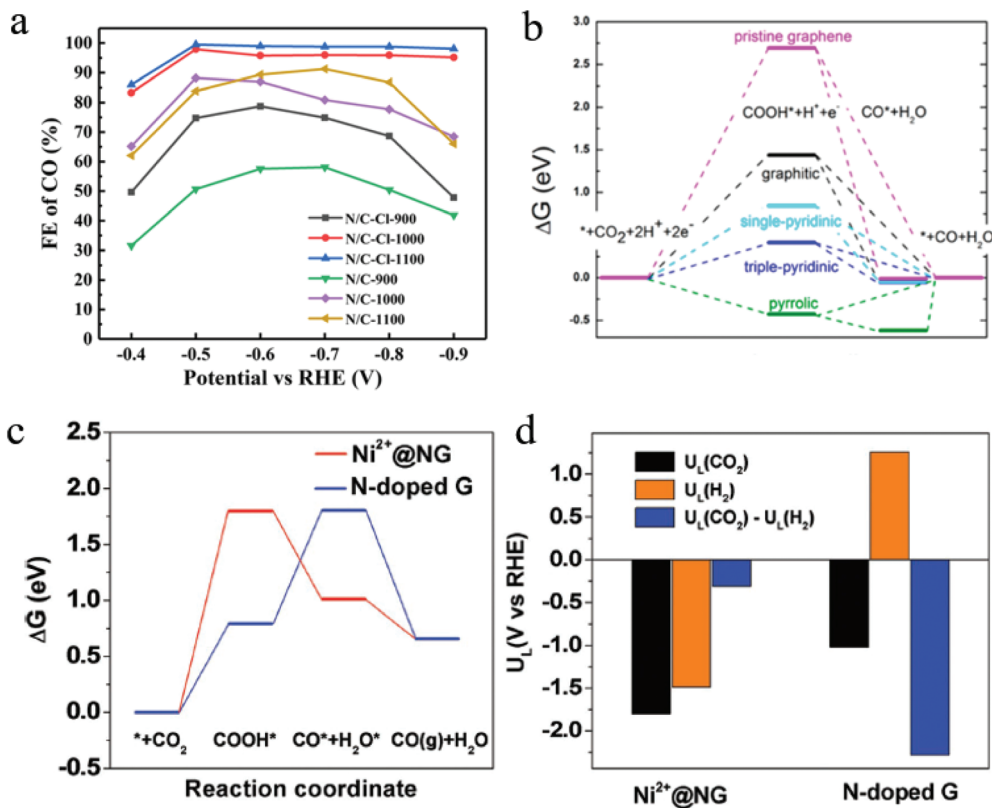 a
FE of CO (%)
100
90
80
70
60
50
40
30
20
10
0
N/C-Cl-900
N/C-Cl-1000
N/C-Cl-1100
N/C-900
N/C-1000
N/C-1100
-0.4 -0.5 -0.6 -0.7 -0.8 -0.9
Potential vs RHE (V)
b
ΔG (eV)
3.0
2.5
2.0
1.5
1.0
0.5
0.0
-0.5
pristine graphene
COOH*+H⁺+e⁻
CO*+H₂O
graphitic
*+CO₂+2H⁺+2e⁻
single-pyridinic
*+CO+H₂O
triple-pyridinic
pyrrolic
c
ΔG (eV)
2.5
2.0
1.5
1.0
0.5
0.0
-0.5
Ni²⁺@NG
N-doped G
*+CO₂ COOH* CO*+H₂O* CO(g)+H₂O
Reaction coordinate
d
U_L(V vs RHE)
1.0
0.5
0.0
-0.5
-1.0
-1.5
-2.0
U_L(CO₂)
U_L(H₂)
U_L(CO₂) - U_L(H₂)
Ni²⁺@NG N-doped G